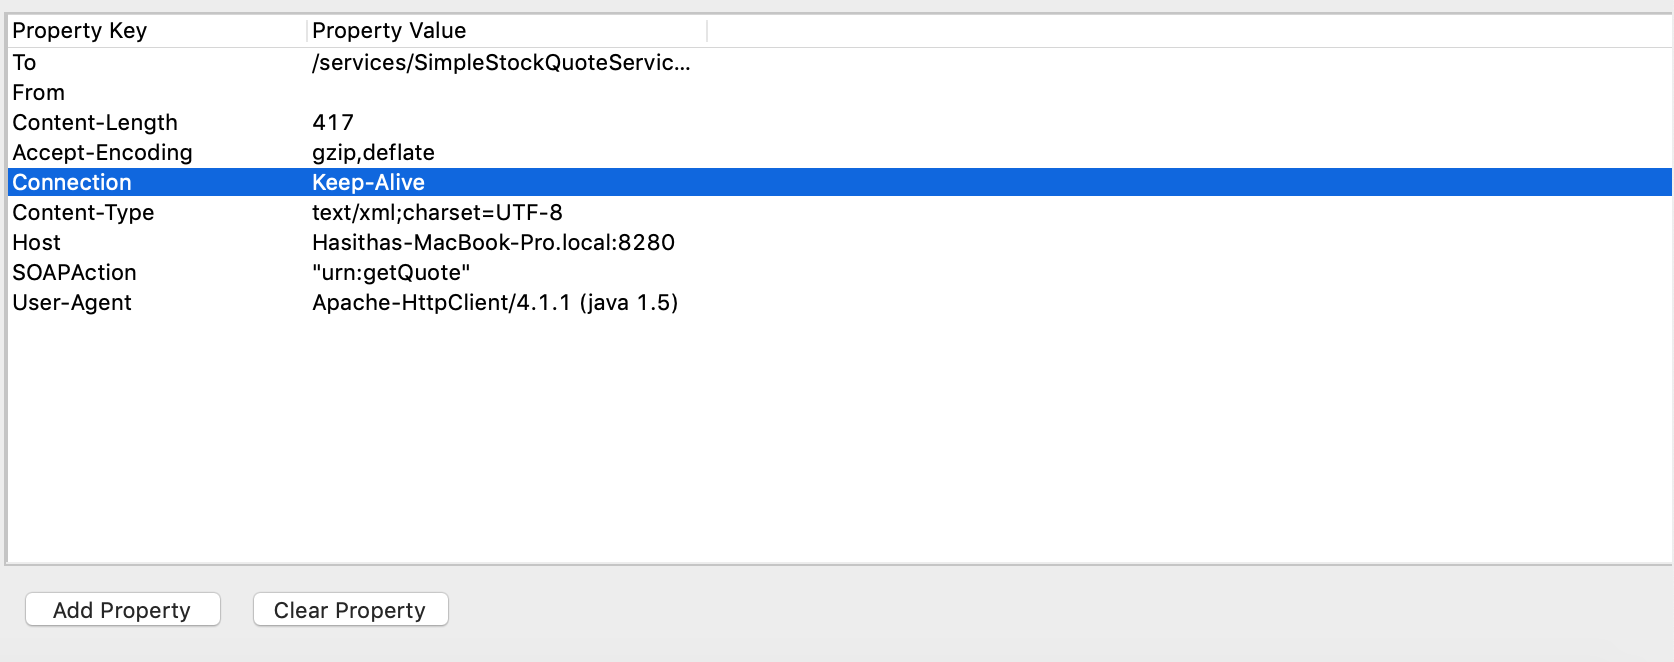 Property Key Property Value
To /services/SimpleStockQuoteServic...
From
Content-Length 417
Accept-Encoding gzip,deflate
Connection Keep-Alive
Content-Type text/xml;charset=UTF-8
Host Hasithas-MacBook-Pro.local:8280
SOAPAction "urn:getQuote"
User-Agent Apache-HttpClient/4.1.1 (java 1.5)
Add Property Clear Property